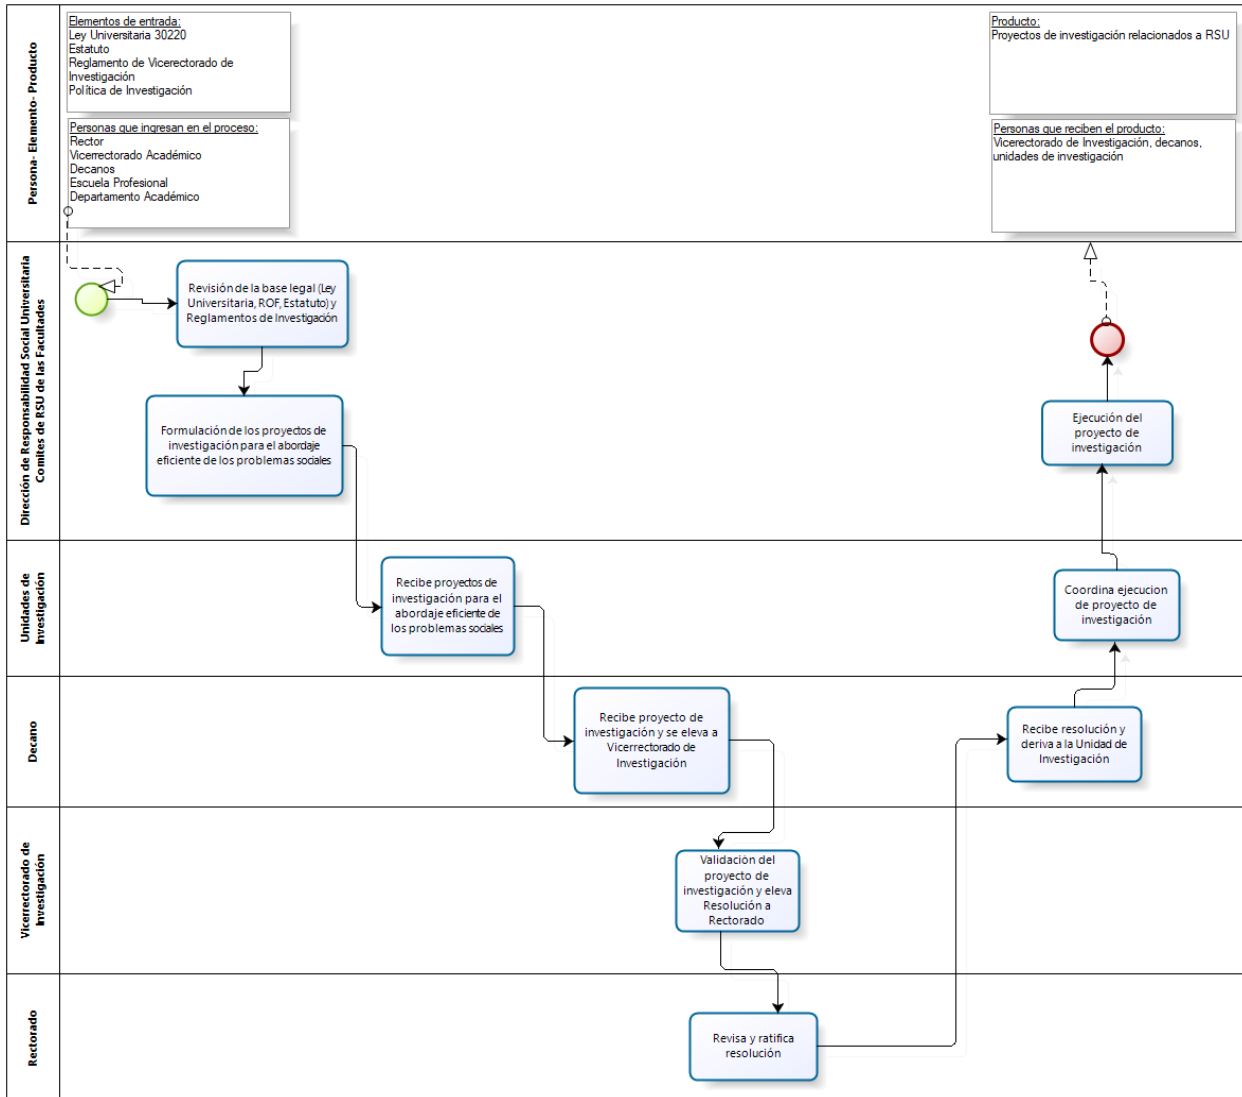 Persona- Elemento- Producto
Elementos de entrada:
Ley Universitaria 30220
Estatuto
Reglamento de Vicerectorado de
Investigación
Política de Investigación
Personas que ingresan en el proceso:
Rector
Vicerrectorado Académico
Decanos
Escuela Profesional
Departamento Académico
Producto:
Proyectos de investigación relacionados a RSU
Personas que reciben el producto:
Vicerectorado de Investigación, decanos,
unidades de investigación
Dirección de Responsabilidad Social Universitaria
Comites de RSU de las Facultades
Revisión de la base legal (Ley
Universitaria, ROF, Estatuto) y
Reglamentos de Investigación
Formulación de los proyectos de
investigación para el abordaje
eficiente de los problemas sociales
Ejecución del
proyecto de
investigación
Unidades de
Investigación
Recibe proyectos de
investigación para el
abordaje eficiente de
los problemas sociales
Coordina ejecucion
de proyecto de
investigación
Decano
Recibe proyecto de
investigación y se eleva a
Vicerrectorado de
Investigación
Recibe resolución y
deriva a la Unidad de
Investigación
Vicerrectorado de
Investigación
Validación del
proyecto de
investigación y eleva
Resolución a
Rectorado
Rectorado
Revisa y ratifica
resolución